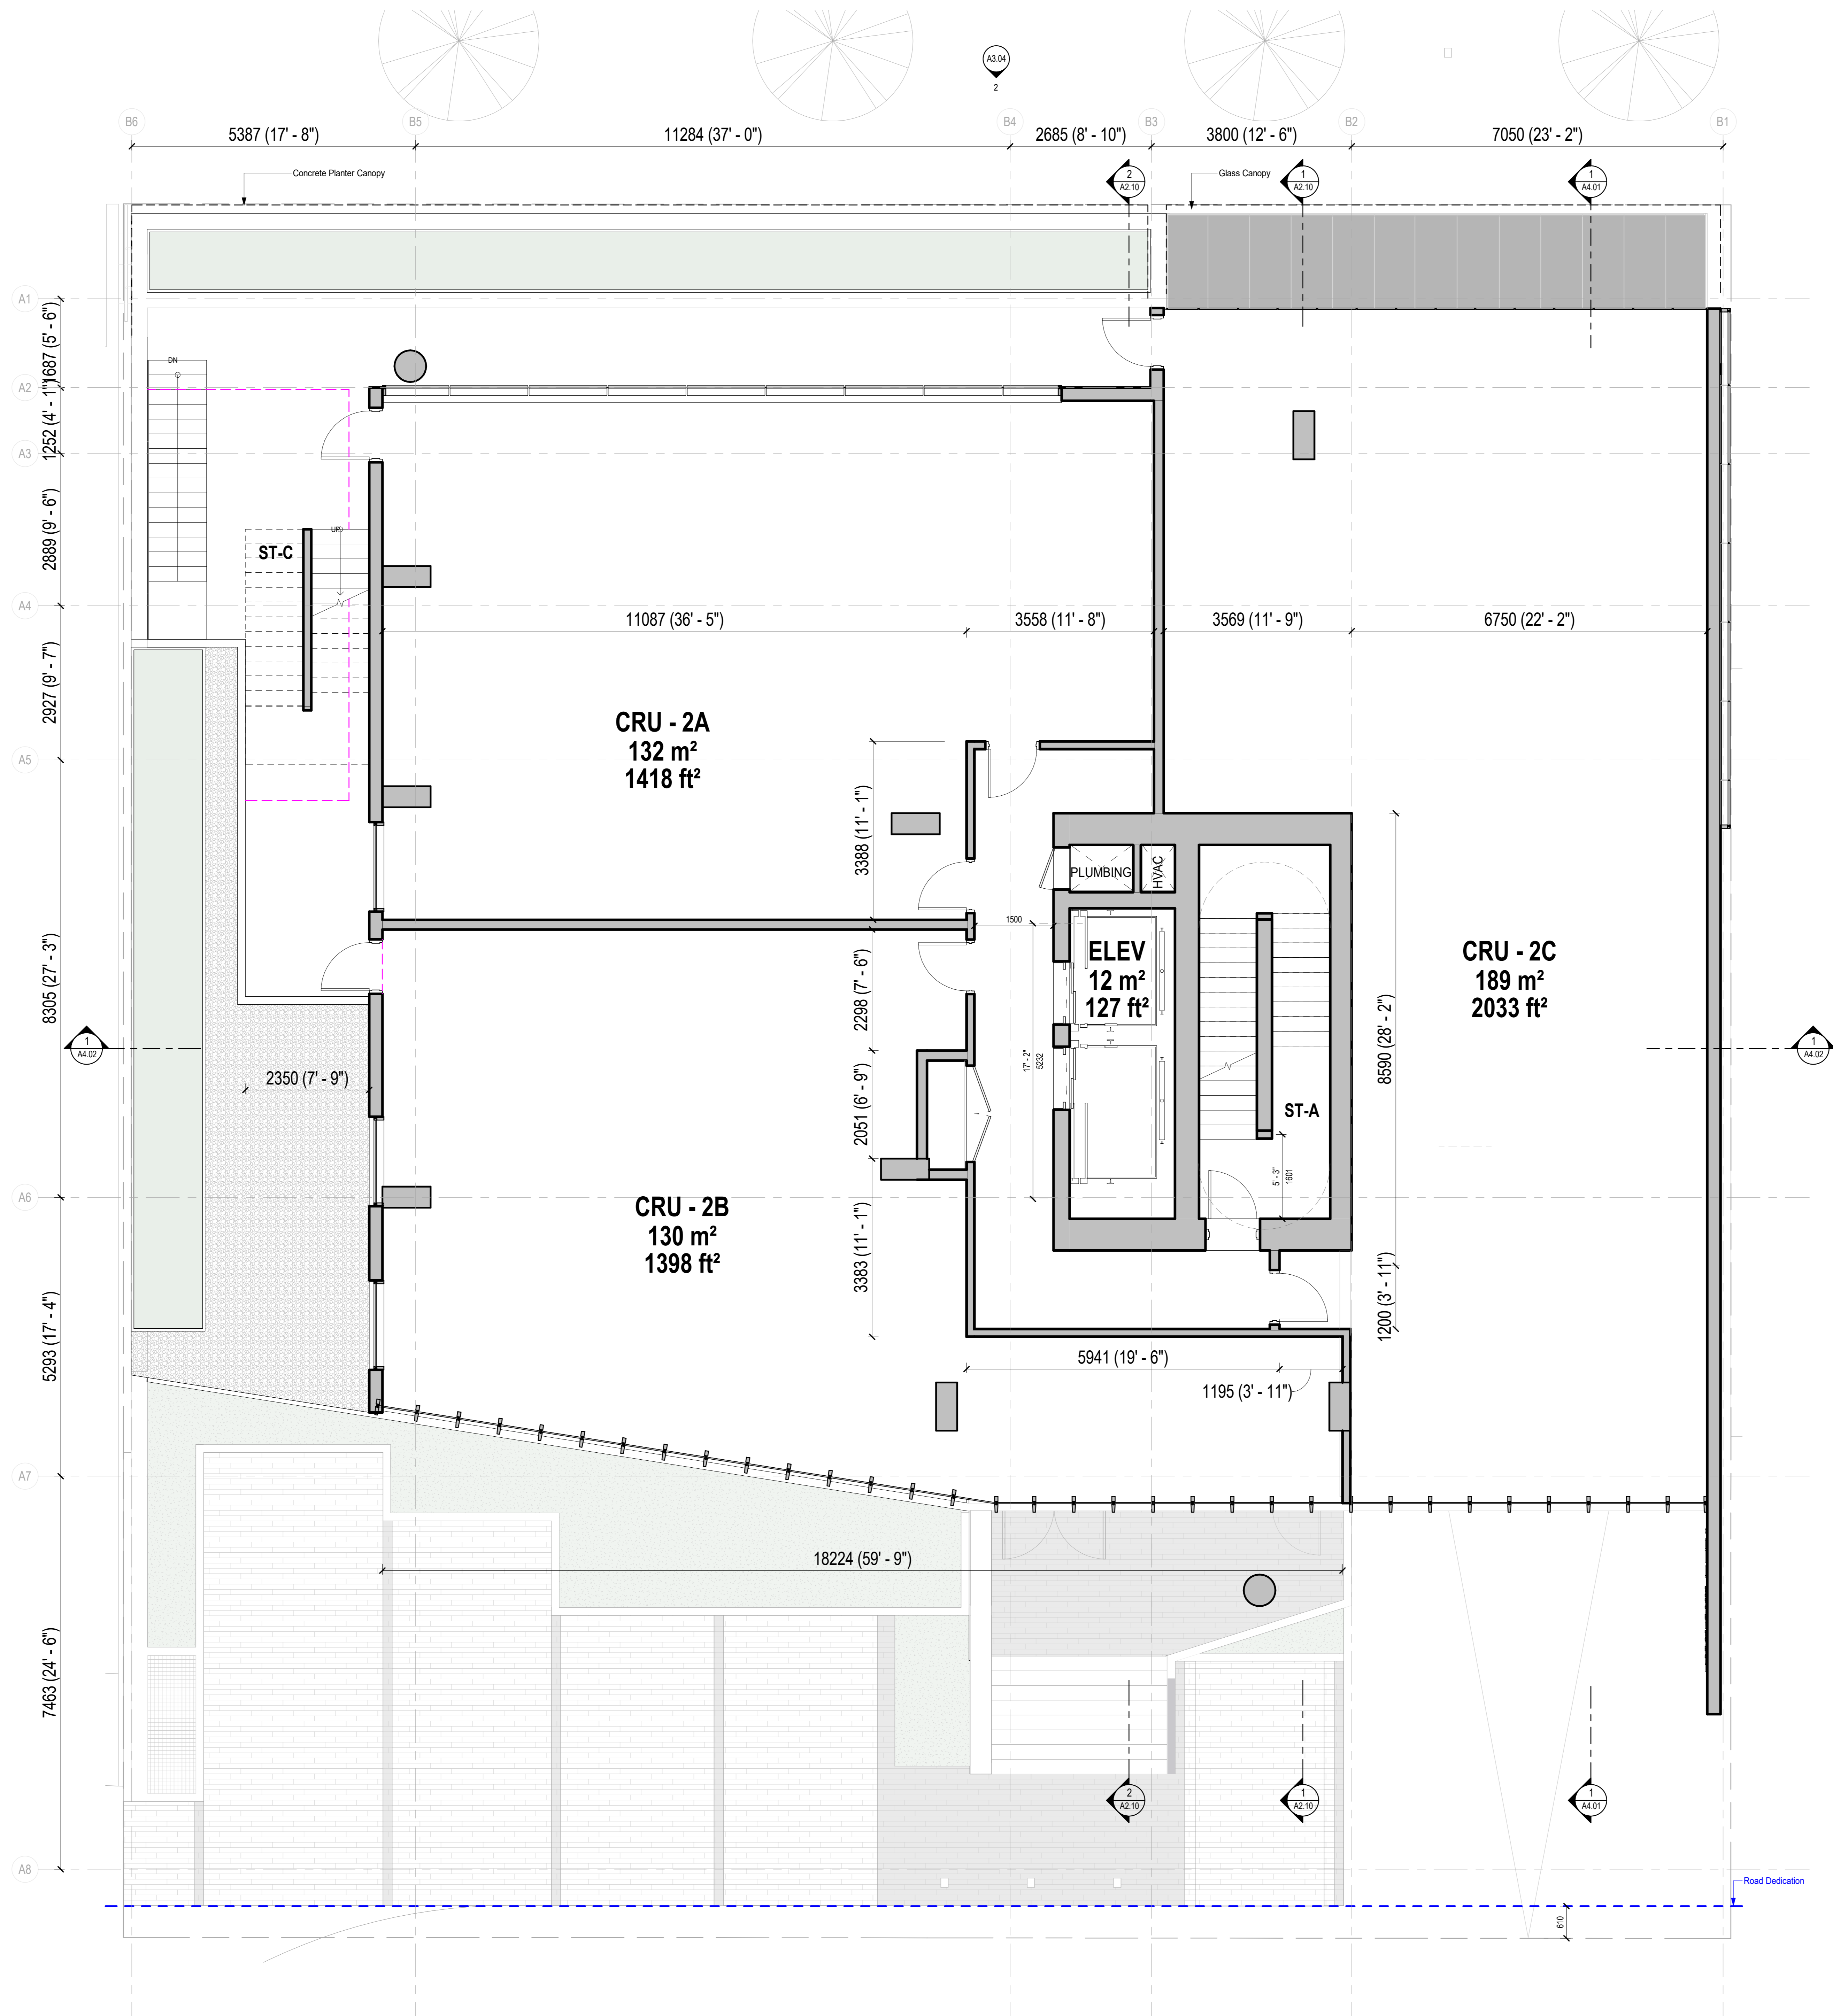 A3.04
2
B6
B5
B4
B3
B2
B1
5387 (17' - 8")
11284 (37' - 0")
2685 (8' - 10")
3800 (12' - 6")
7050 (23' - 2")
Concrete Planter Canopy
2
A2.10
Glass Canopy
1
A2.10
1
A4.01
A1
1687 (5' - 6")
DN
A2
1252 (4' - 1")
A3
2889 (9' - 6")
UP
ST-C
A4
11087 (36' - 5")
3558 (11' - 8")
3569 (11' - 9")
6750 (22' - 2")
2927 (9' - 7")
CRU - 2A
132 m²
1418 ft²
A5
3388 (11' - 1")
PLUMBING
HVAC
1500
8305 (27' - 3")
2298 (7' - 6")
ELEV
12 m²
127 ft²
CRU - 2C
189 m²
2033 ft²
8590 (28' - 2")
1
A4.02
1
A4.02
17' - 2"
5232
2350 (7' - 9")
2051 (6' - 9")
ST-A
5' - 3"
1601
A6
CRU - 2B
130 m²
1398 ft²
3383 (11' - 1")
1200 (3' - 11")
5293 (17' - 4")
5941 (19' - 6")
1195 (3' - 11")
A7
18224 (59' - 9")
7463 (24' - 6")
2
A2.10
1
A2.10
1
A4.01
A8
Road Dedication
610